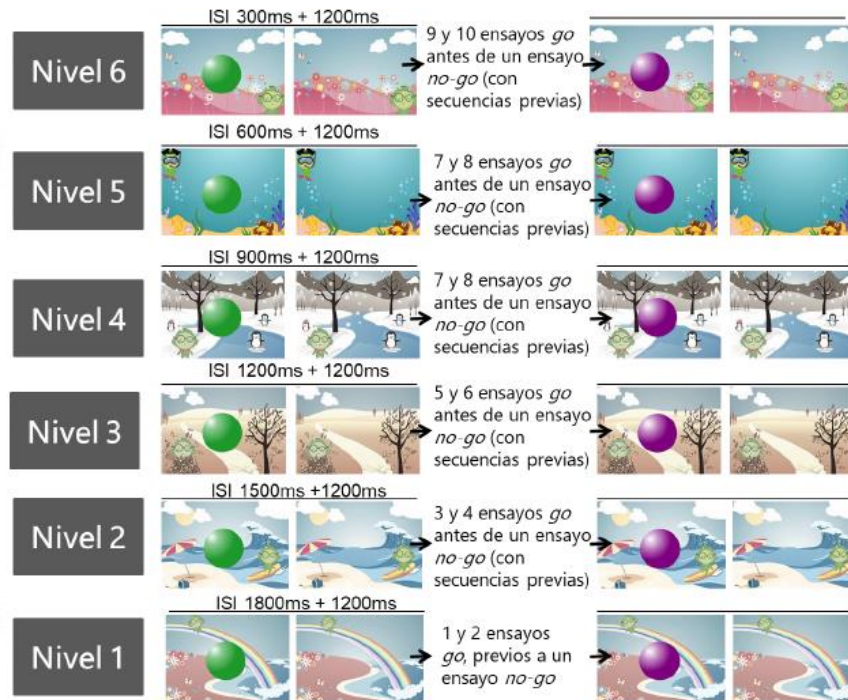 ISI 300ms + 1200ms
Nivel 6
9 y 10 ensayos go
antes de un ensayo
no-go (con
secuencias previas)
ISI 600ms + 1200ms
Nivel 5
7 y 8 ensayos go
antes de un ensayo
no-go (con
secuencias previas)
ISI 900ms + 1200ms
Nivel 4
7 y 8 ensayos go
antes de un ensayo
no-go (con
secuencias previas)
ISI 1200ms + 1200ms
Nivel 3
5 y 6 ensayos go
antes de un ensayo
no-go (con
secuencias previas)
ISI 1500ms +1200ms
Nivel 2
3 y 4 ensayos go
antes de un ensayo
no-go (con
secuencias previas)
ISI 1800ms + 1200ms
Nivel 1
1 y 2 ensayos
go, previos a un
ensayo no-go